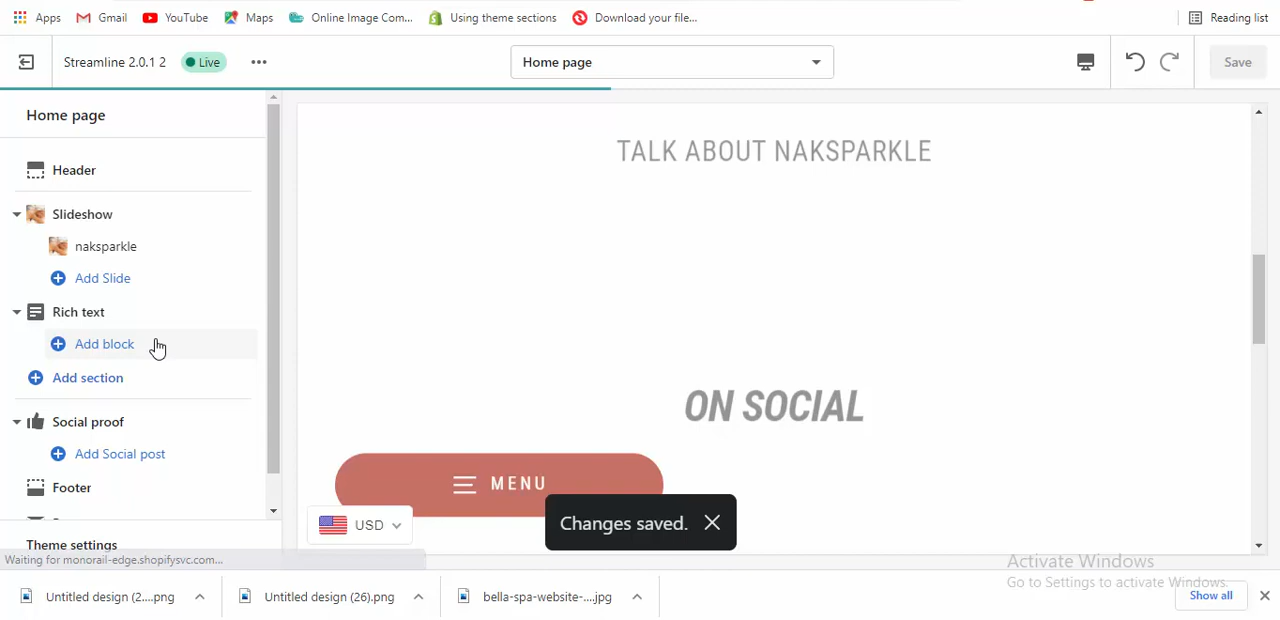 Apps Gmail YouTube Maps Online Image Com... Using theme sections Download your file... Reading list
Streamline 2.0.1 2 Live ••• Home page Save
Home page
Header
Slideshow
naksparkle
Add Slide
Rich text
Add block
Add section
Social proof
Add Social post
Footer
Theme settings
TALK ABOUT NAKSPARKLE
ON SOCIAL
MENU
USD
Changes saved.
Activate Windows
Go to Settings to activate Windows.
Waiting for monorail-edge.shopifysvc.com...
Untitled design (2....png Untitled design (26).png bella-spa-website-....jpg Show all